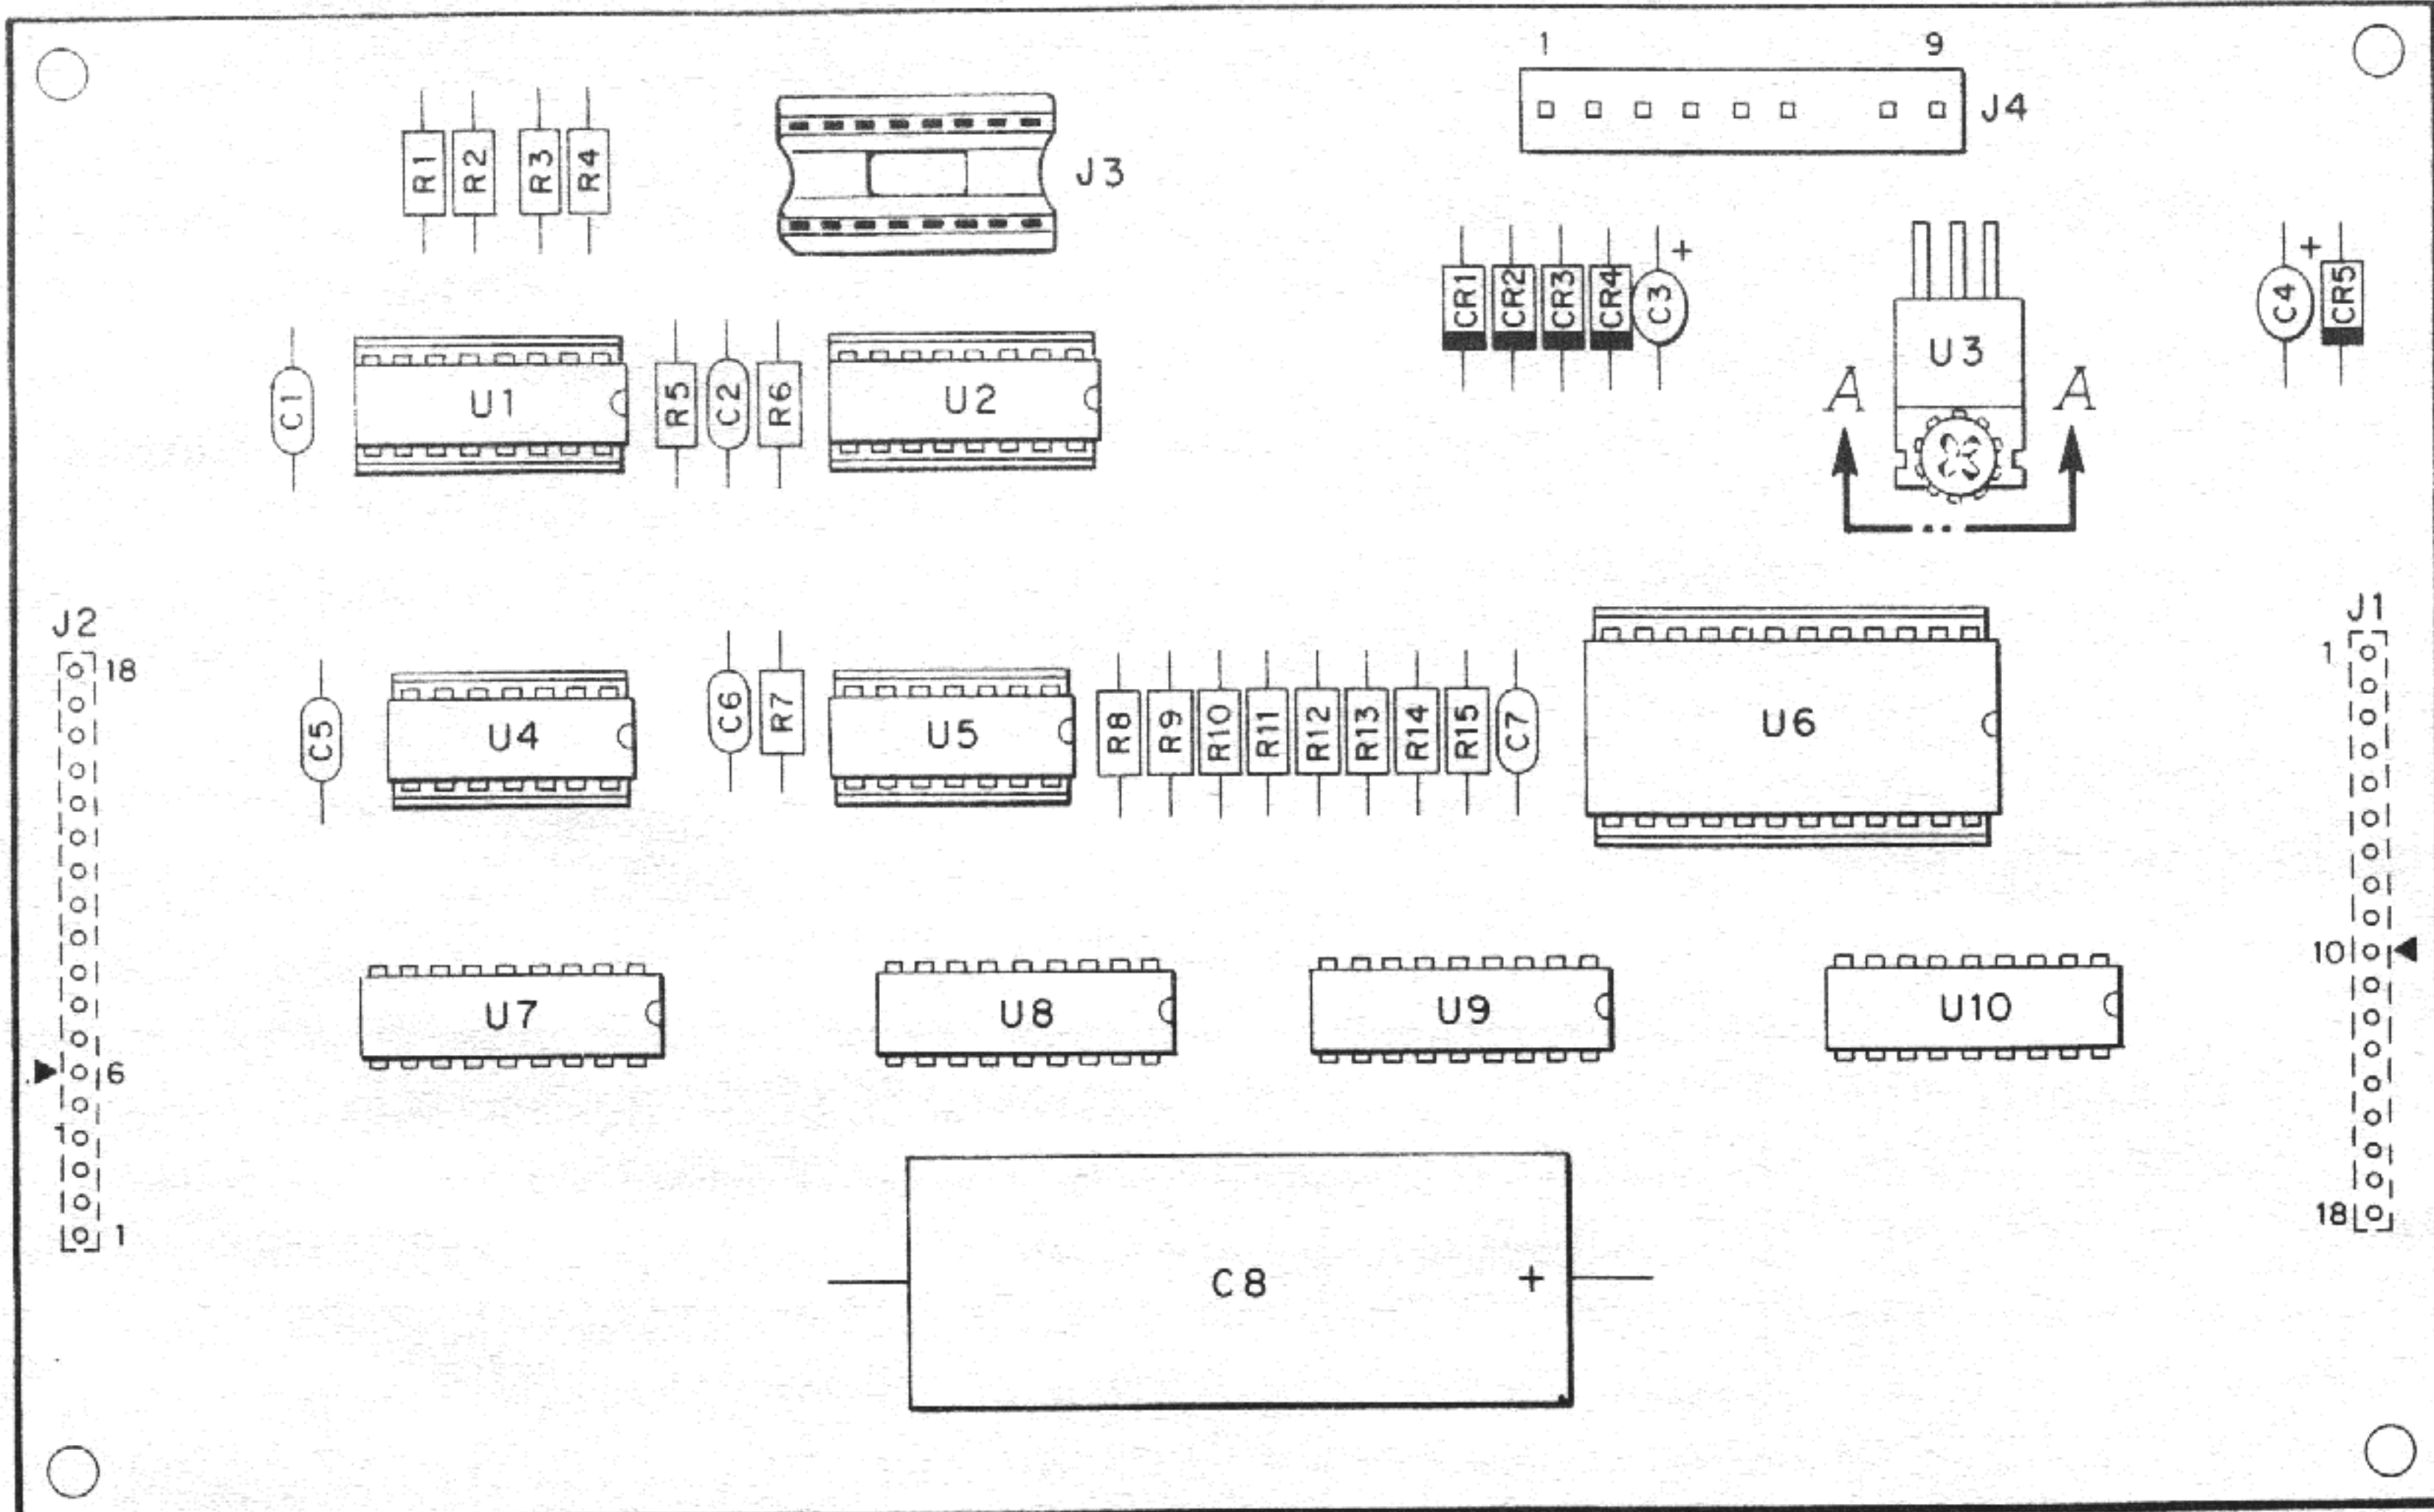 1 9
J4
R1 R2 R3 R4
J3
CR1 CR2 CR3 CR4 C3 +
U3
C4 + CR5
C1
U1
R5 C2 R6
U2
A A
J2
18
J1
1
C5
U4
C6 R7
U5
R8 R9 R10 R11 R12 R13 R14 R15 C7
U6
10
U7
U8
U9
U10
6
1
18
C8 +